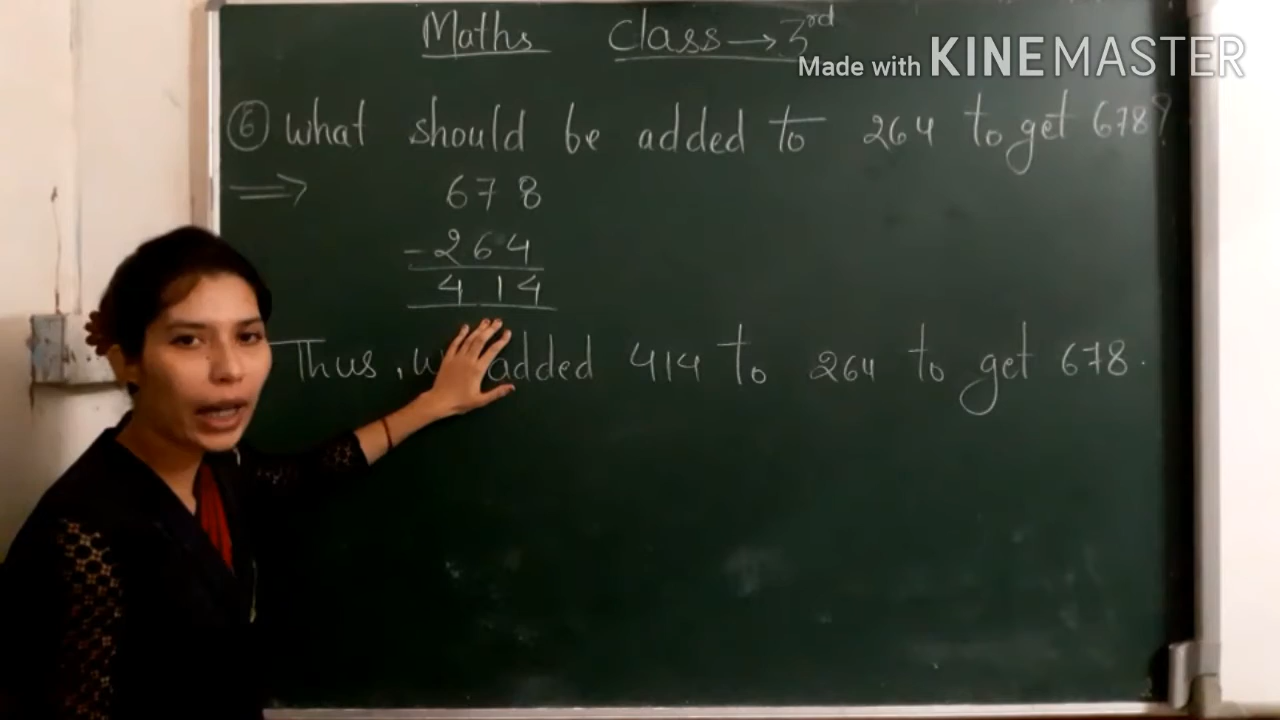 Maths Class → 3rd
Made with KINEMASTER
⑥ What should be added to 264 to get 678?
⇒ 678
- 264
414
Thus, added 414 to 264 to get 678.